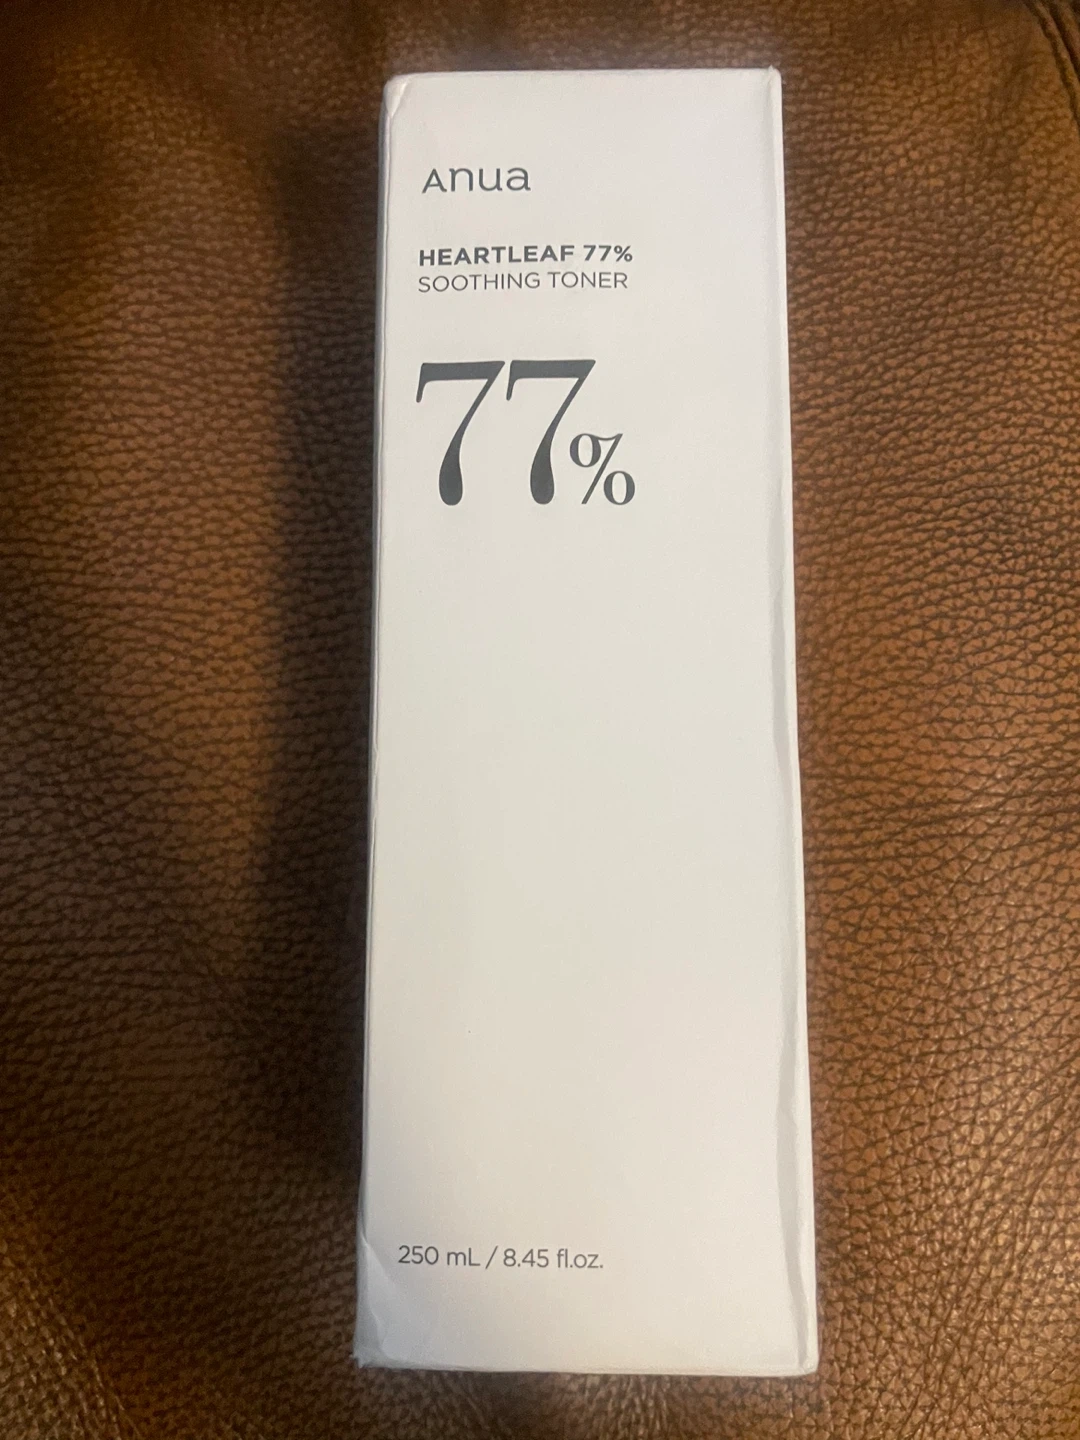 Anua
HEARTLEAF 77%
SOOTHING TONER
77%
250 mL / 8.45 fl.oz.